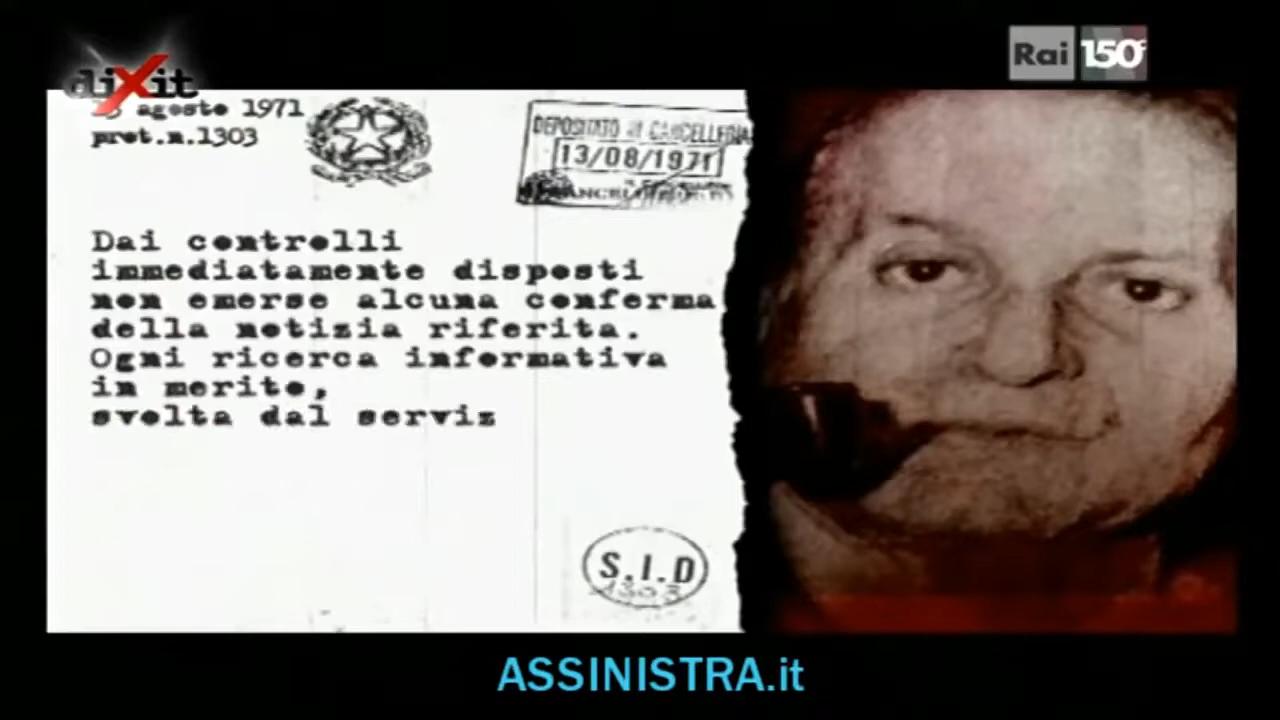 diXit
Rai 150°
13 agosto 1971
prot.n.1303
DEPOSITATO IN CANCELLERIA
13/08/1971
Dai controlli
immediatamente disposti
non emerse alcuna conferma
della notizia riferita.
Ogni ricerca informativa
in merito,
svolta dal serviz
S.I.D
1303
ASSINISTRA.it